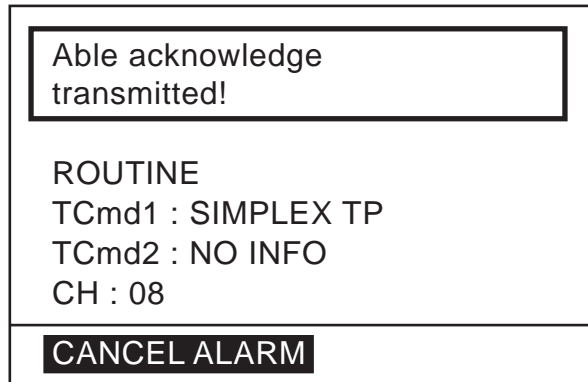 Able acknowledge
transmitted!
ROUTINE
TCmd1 : SIMPLEX TP
TCmd2 : NO INFO
CH : 08
CANCEL ALARM